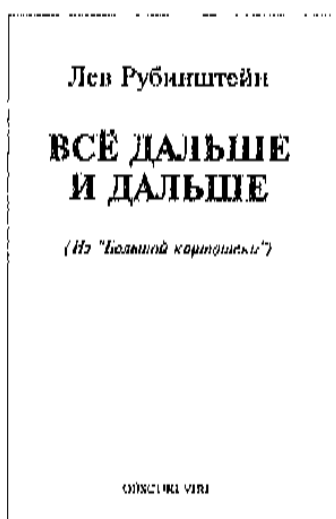 Лев Рубинштейн
ВСЁ ДАЛЬШЕ
И ДАЛЬШЕ
(Из "Большой картотеки")
OBSCURI VIRI